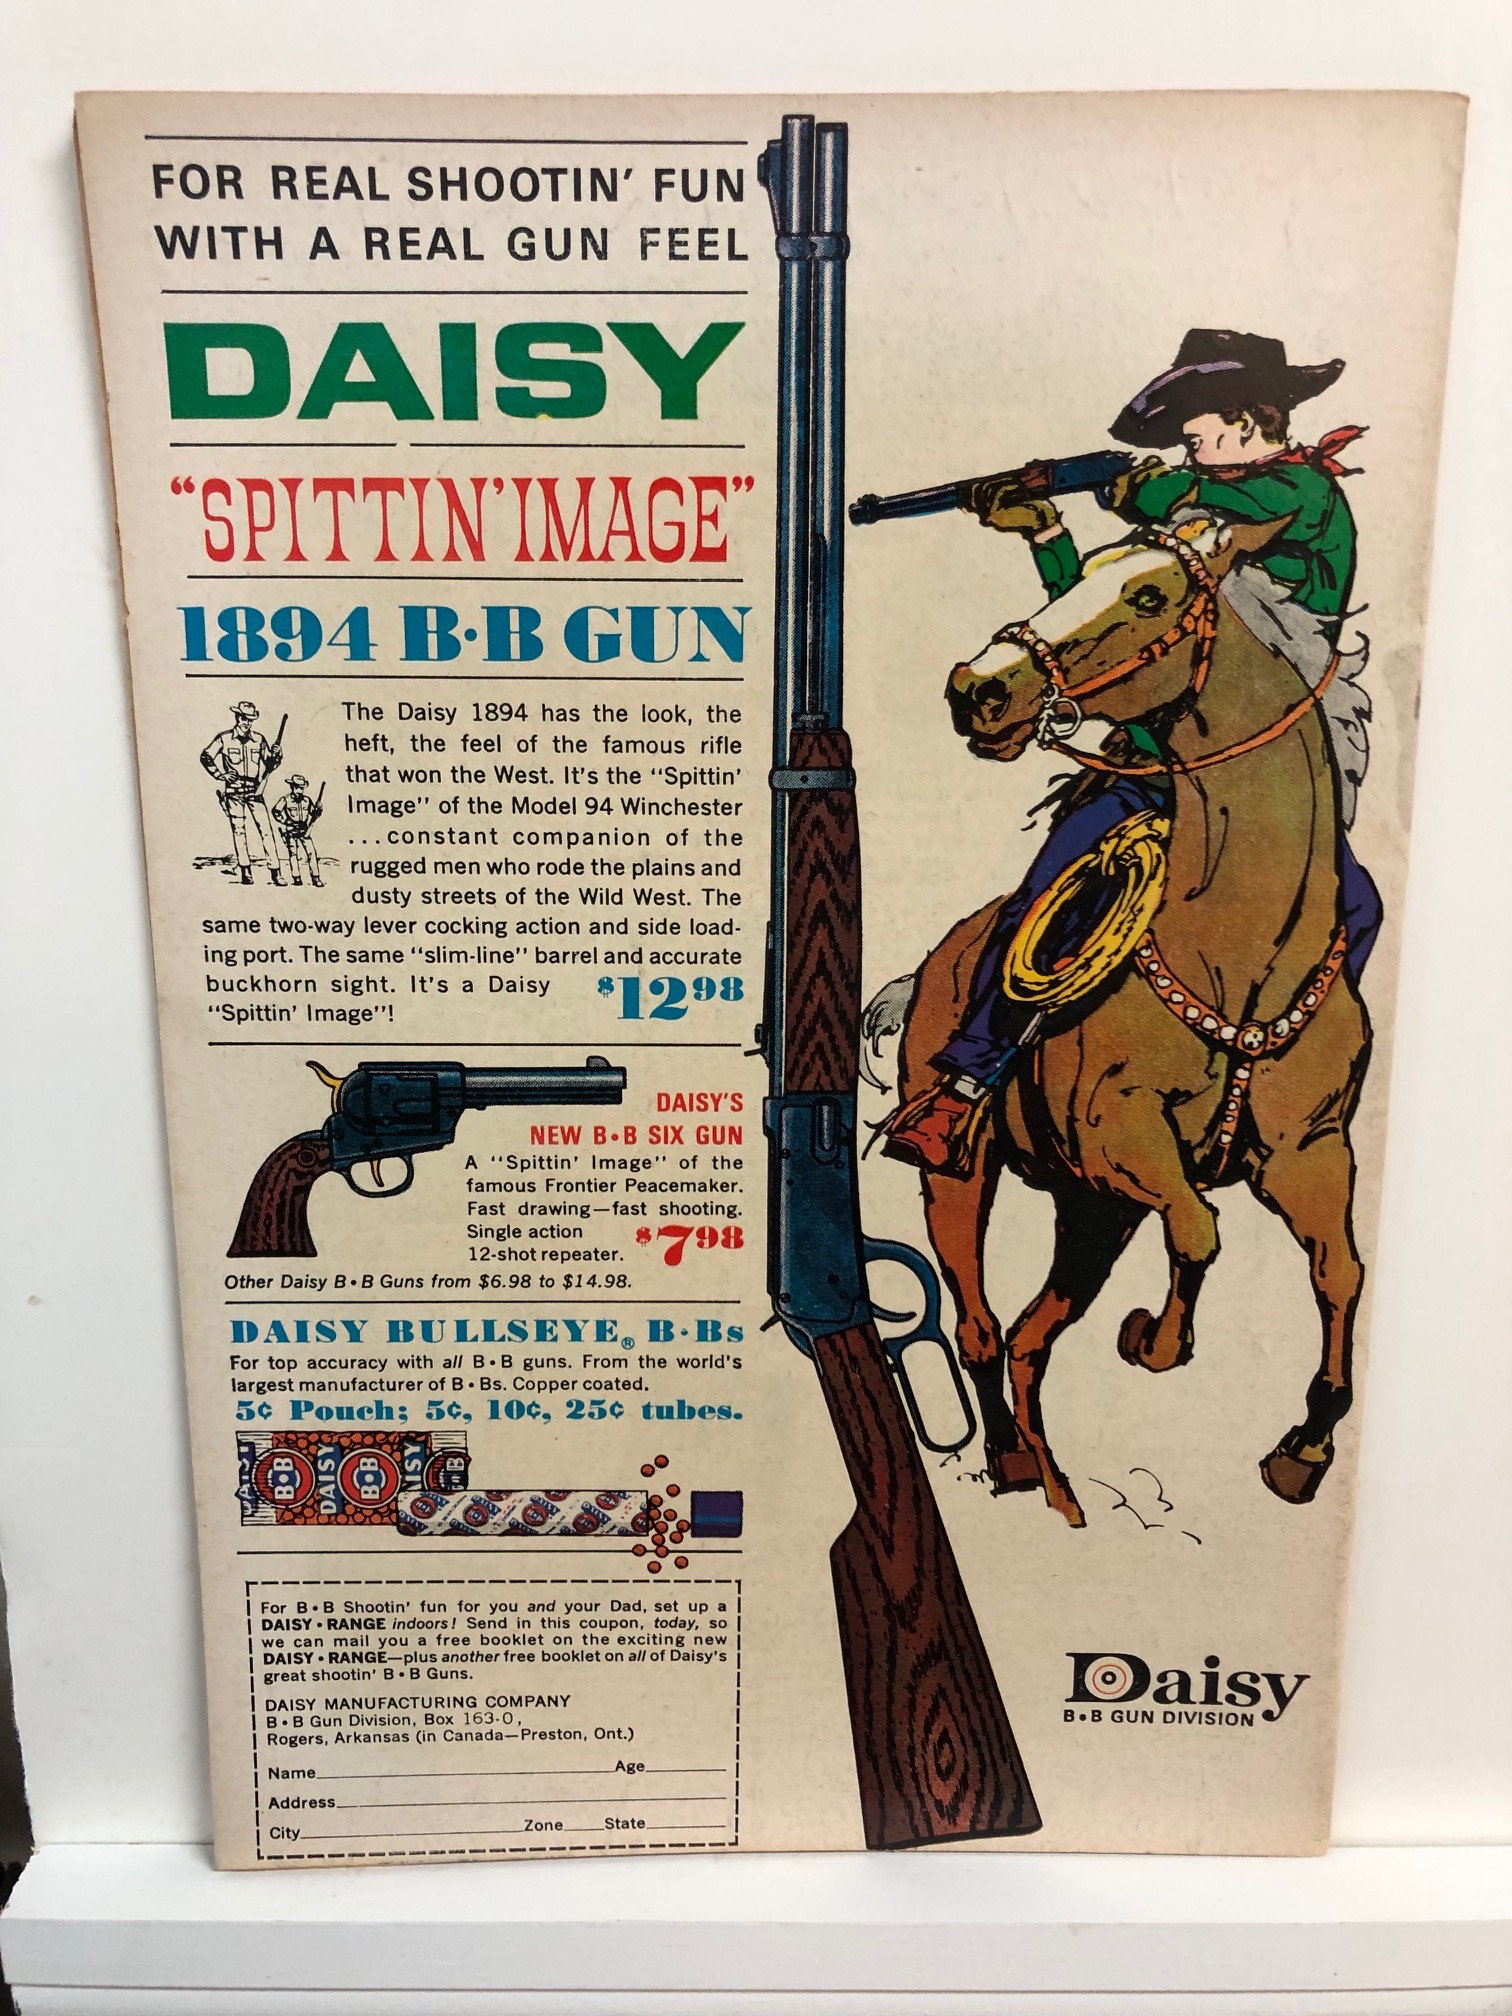 FOR REAL SHOOTIN' FUN
WITH A REAL GUN FEEL
DAISY
"SPITTIN' IMAGE"
1894 B•B GUN
The Daisy 1894 has the look, the
heft, the feel of the famous rifle
that won the West. It's the "Spittin'
Image" of the Model 94 Winchester
...constant companion of the
rugged men who rode the plains and
dusty streets of the Wild West. The
same two-way lever cocking action and side load-
ing port. The same "slim-line" barrel and accurate
buckhorn sight. It's a Daisy
"Spittin' Image"!
$12 98
DAISY'S
NEW B•B SIX GUN
A "Spittin' Image" of the
famous Frontier Peacemaker.
Fast drawing—fast shooting.
Single action
12-shot repeater.
$7 98
Other Daisy B•B Guns from $6.98 to $14.98.
DAISY BULLSEYE® B•Bs
For top accuracy with all B•B guns. From the world's
largest manufacturer of B•Bs. Copper coated.
5¢ Pouch; 5¢, 10¢, 25¢ tubes.
DAISY B•B DAISY B•B DAISY B•B
For B•B Shootin' fun for you and your Dad, set up a
DAISY•RANGE indoors! Send in this coupon, today, so
we can mail you a free booklet on the exciting new
DAISY•RANGE—plus another free booklet on all of Daisy's
great shootin' B•B Guns.
DAISY MANUFACTURING COMPANY
B•B Gun Division, Box 163-O,
Rogers, Arkansas (in Canada—Preston, Ont.)
Name Age
Address
City Zone State
Daisy
B•B GUN DIVISION